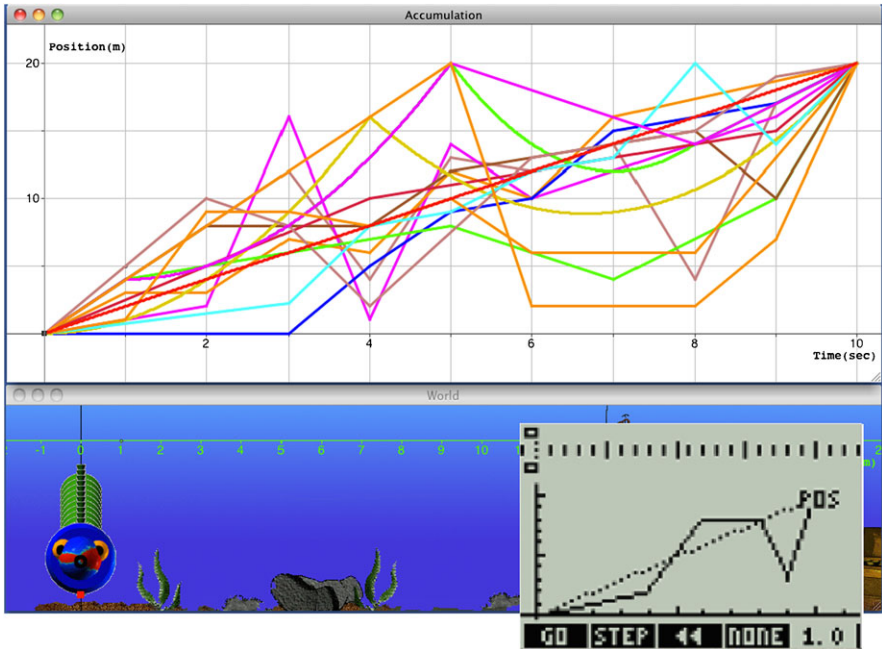 Accumulation
Position(m)
20
10
2 4 6 8 10
Time(sec)
World
-1 0 1 2 3 4 5 6 7 8 9 10
POS
GO STEP NONE 1.0